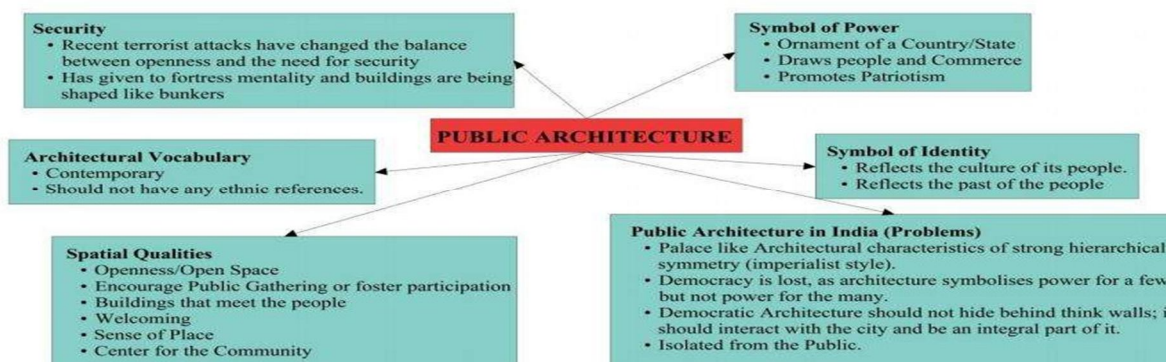 Security
• Recent terrorist attacks have changed the balance
between openness and the need for security
• Has given to fortress mentality and buildings are being
shaped like bunkers
Symbol of Power
• Ornament of a Country/State
• Draws people and Commerce
• Promotes Patriotism
PUBLIC ARCHITECTURE
Architectural Vocabulary
• Contemporary
• Should not have any ethnic references.
Symbol of Identity
• Reflects the culture of its people.
• Reflects the past of the people
Spatial Qualities
• Openness/Open Space
• Encourage Public Gathering or foster participation
• Buildings that meet the people
• Welcoming
• Sense of Place
• Center for the Community
Public Architecture in India (Problems)
• Palace like Architectural characteristics of strong hierarchical
symmetry (imperialist style).
• Democracy is lost, as architecture symbolises power for a few
but not power for the many.
• Democratic Architecture should not hide behind think walls;
should interact with the city and be an integral part of it.
• Isolated from the Public.